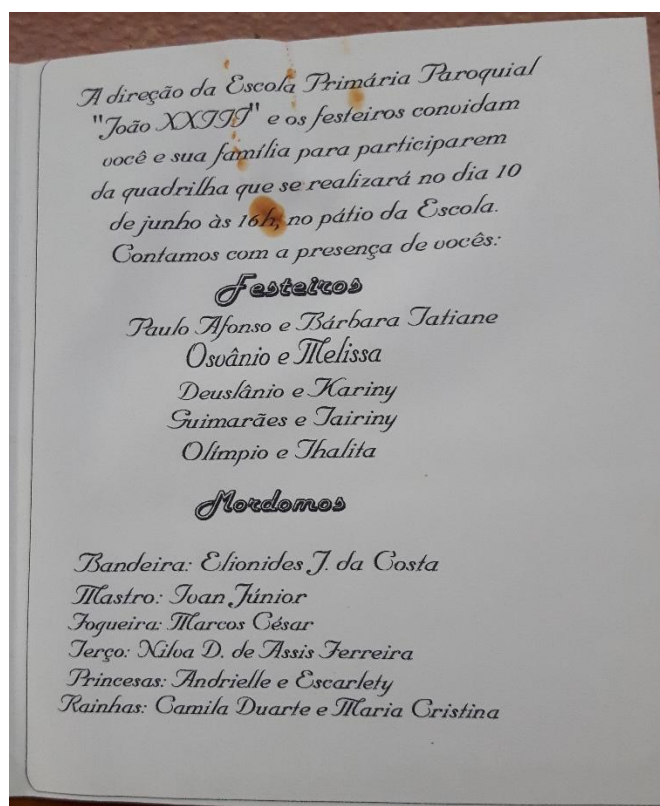 A direção da Escola Primária Paroquial
"João XXIII" e os festeiros convidam
você e sua família para participarem
da quadrilha que se realizará no dia 10
de junho às 16h, no pátio da Escola.
Contamos com a presença de vocês:
Festeiros
Paulo Afonso e Bárbara Tatiane
Osvânio e Melissa
Deuslânio e Kariny
Guimarães e Tairiny
Olímpio e Thalita
Mordomos
Bandeira: Elionides J. da Costa
Mastro: Ivan Júnior
Fogueira: Marcos César
Terço: Nilva D. de Assis Ferreira
Princesas: Andrielle e Escarlety
Rainhas: Camila Duarte e Maria Cristina